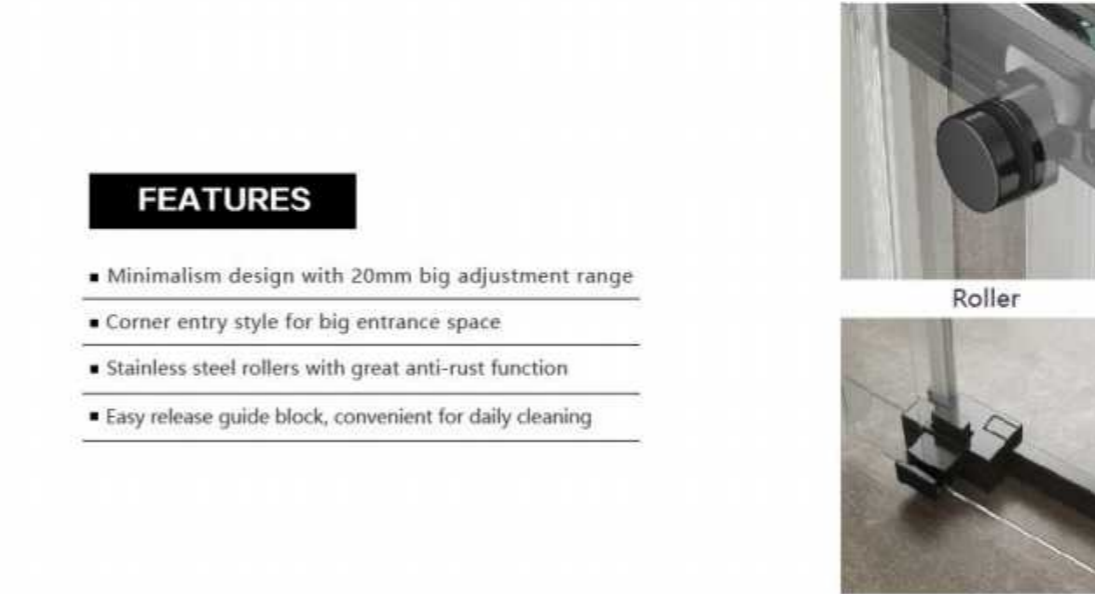 FEATURES
▪ Minimalism design with 20mm big adjustment range
▪ Corner entry style for big entrance space
▪ Stainless steel rollers with great anti-rust function
▪ Easy release guide block, convenient for daily cleaning
Roller